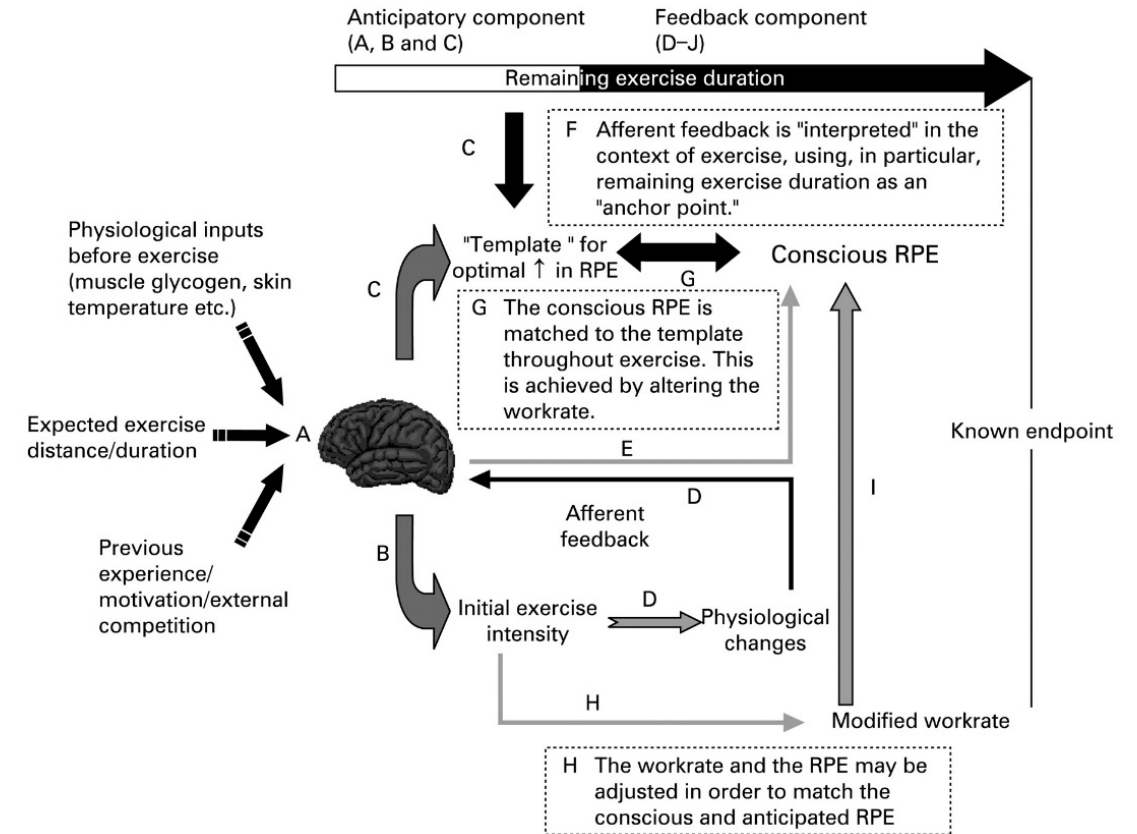 Anticipatory component
(A, B and C)
Feedback component
(D–J)
Remaining exercise duration
C
F Afferent feedback is "interpreted" in the
context of exercise, using, in particular,
remaining exercise duration as an
"anchor point."
Physiological inputs
before exercise
(muscle glycogen, skin
temperature etc.)
C
"Template " for
optimal ↑ in RPE
G
Conscious RPE
G The conscious RPE is
matched to the template
throughout exercise. This
is achieved by altering the
workrate.
Expected exercise
distance/duration
A
E
Known endpoint
D
Afferent
feedback
I
Previous
experience/
motivation/external
competition
B
Initial exercise
intensity
D
Physiological
changes
H
Modified workrate
H The workrate and the RPE may be
adjusted in order to match the
conscious and anticipated RPE